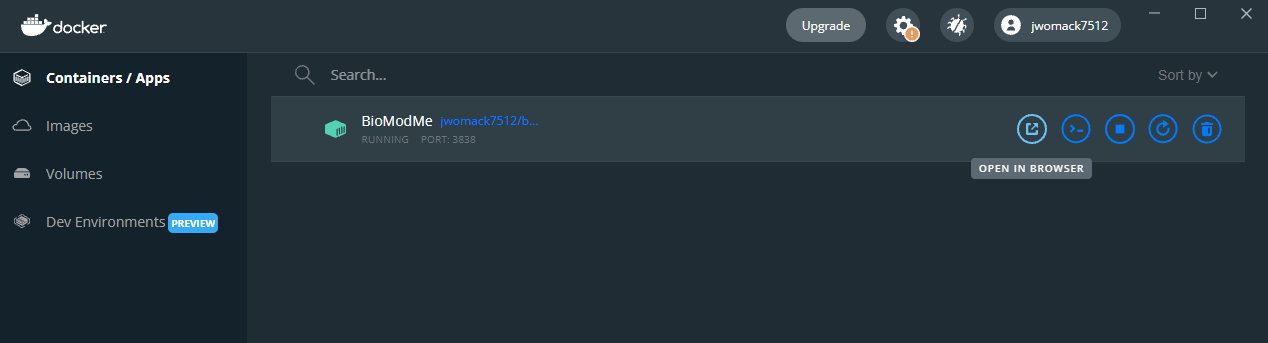 docker
Upgrade
!
jwomack7512
Containers / Apps
Images
Volumes
Dev Environments PREVIEW
Search...
Sort by
BioModMe jwomack7512/b...
RUNNING PORT: 3838
OPEN IN BROWSER